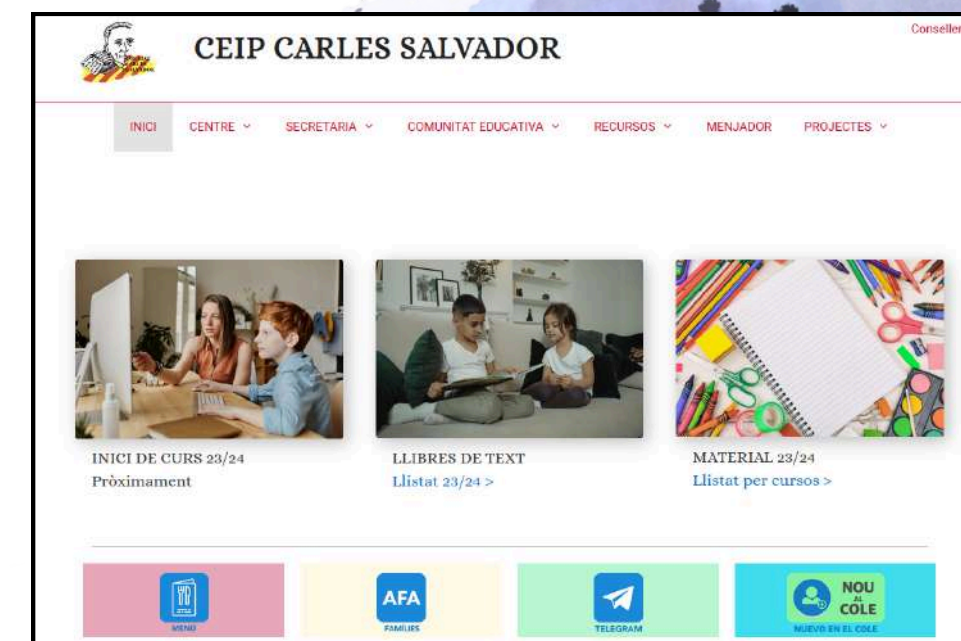 CEIP CARLES SALVADOR
Conseller
INICI CENTRE SECRETARIA COMUNITAT EDUCATIVA RECURSOS MENJADOR PROJECTES
INICI DE CURS 23/24
Pròximament
LLIBRES DE TEXT
Llistat 23/24 >
MATERIAL 23/24
Llistat per cursos >
MENÚ
AFA
FAMILIES
TELEGRAM
NOU
AL
COLE
NUEVO EN EL COLE